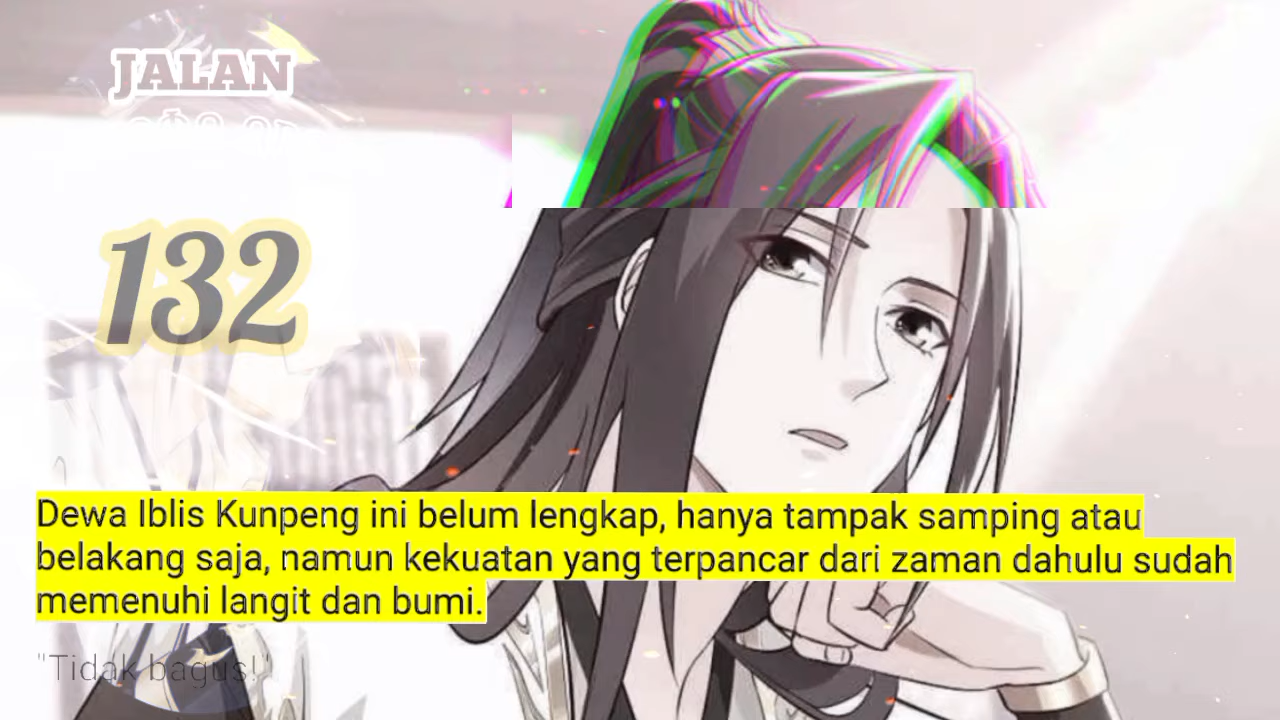 JALAN
132
Dewa Iblis Kunpeng ini belum lengkap, hanya tampak samping atau
belakang saja, namun kekuatan yang terpancar dari zaman dahulu sudah
memenuhi langit dan bumi.
"Tidak bagus!"